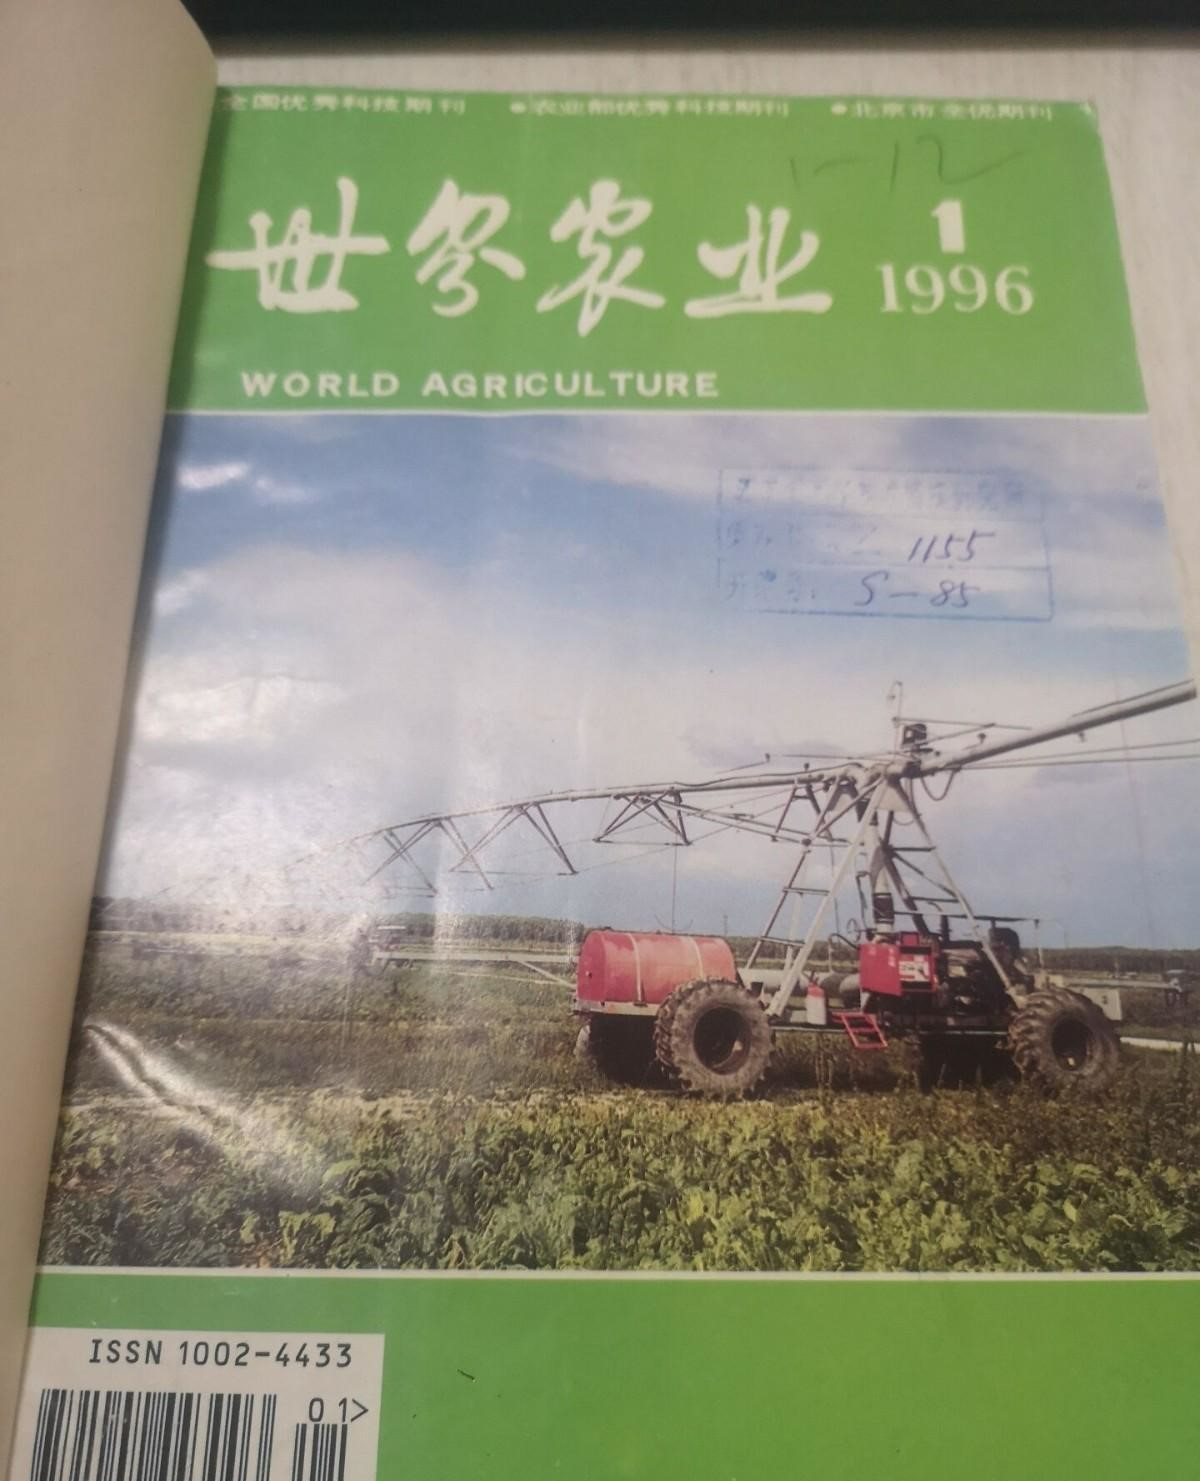 全国优秀科技期刊 ●农业部优秀科技期刊 ●北京市全优期刊
1-12
世界农业 1
1996
WORLD AGRICULTURE
1155
S-85
ISSN 1002-4433
01>